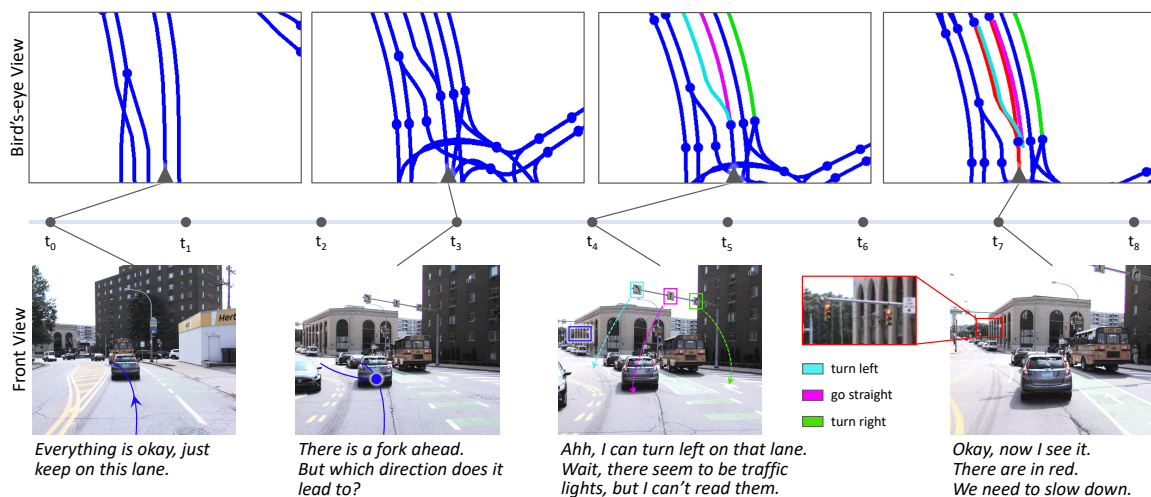 Bird's-eye View
t0
t1
t2
t3
t4
t5
t6
t7
t8
Front View
Hert
turn left
go straight
turn right
Everything is okay, just
keep on this lane.
There is a fork ahead.
But which direction does it
lead to?
Ahh, I can turn left on that lane.
Wait, there seem to be traffic
lights, but I can't read them.
Okay, now I see it.
There are in red.
We need to slow down.